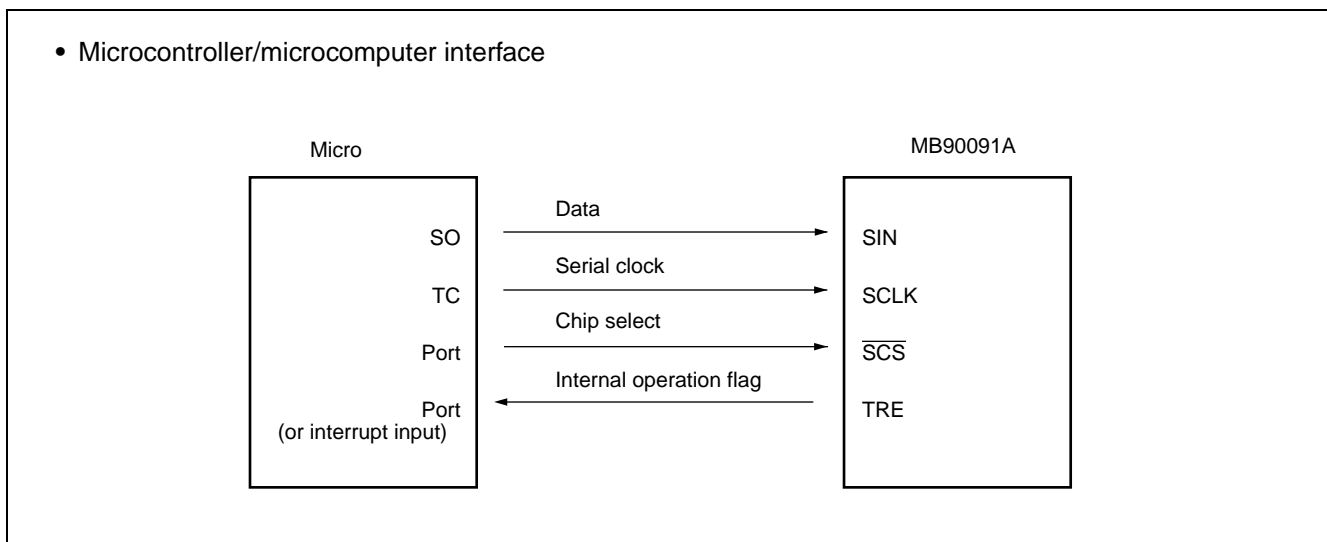 • Microcontroller/microcomputer interface
Micro
MB90091A
Data
SO
SIN
Serial clock
TC
SCLK
Chip select
Port
S̅C̅S̅
Internal operation flag
Port
TRE
(or interrupt input)